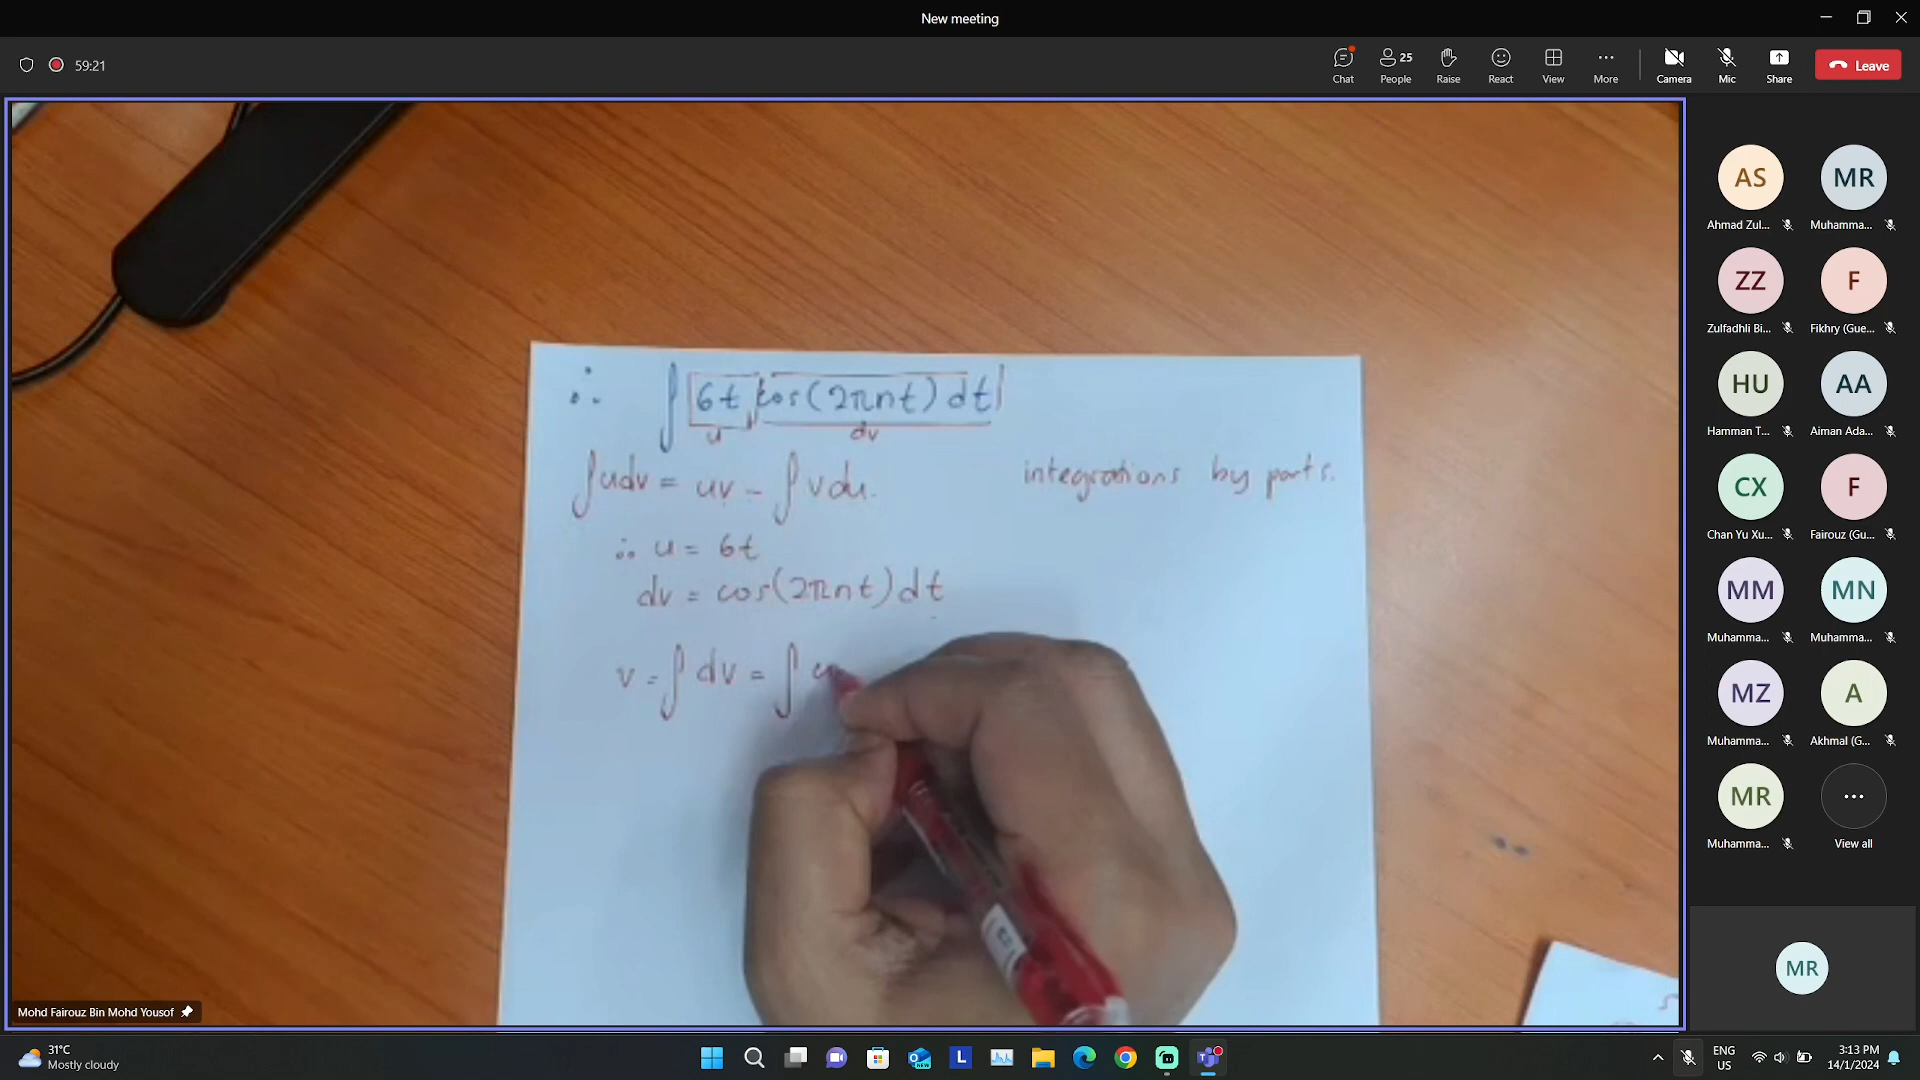 New meeting
59:21
Chat
25
People
Raise
React
View
More
Camera
Mic
Share
Leave
∴ ∫ 6t cos(2πnt) dt
u dv
∫udv = uv - ∫vdu. integrations by parts.
∴ u = 6t
dv = cos(2πnt)dt
v = ∫ dv = ∫
Mohd Fairouz Bin Mohd Yousof
AS
Ahmad Zul...
MR
Muhamma...
ZZ
Zulfadhli Bi...
F
Fikhry (Gue...
HU
Hamman T...
AA
Aiman Ada...
CX
Chan Yu Xu...
F
Fairouz (Gu...
MM
Muhamma...
MN
Muhamma...
MZ
Muhamma...
A
Akhmal (G...
MR
Muhamma...
View all
MR
31°C
Mostly cloudy
NEW
L
ENG
US
3:13 PM
14/1/2024